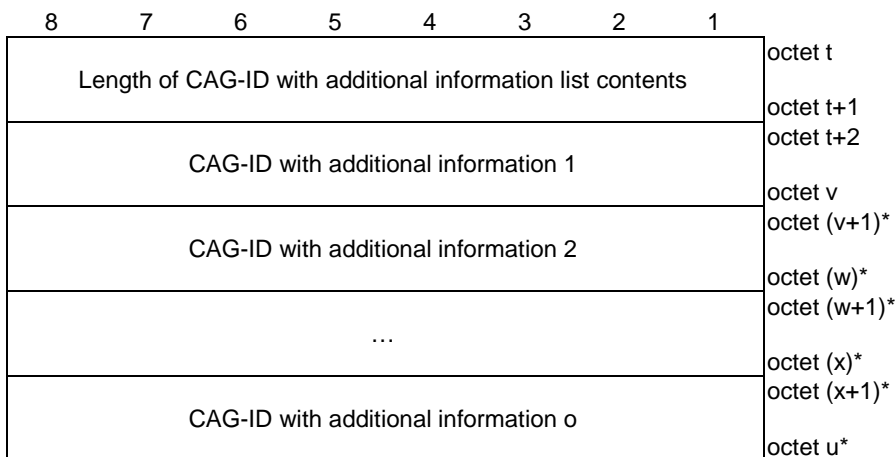 8 7 6 5 4 3 2 1
Length of CAG-ID with additional information list contents
octet t
octet t+1
CAG-ID with additional information 1
octet t+2
octet v
CAG-ID with additional information 2
octet (v+1)*
octet (w)*
…
octet (w+1)*
octet (x)*
CAG-ID with additional information o
octet (x+1)*
octet u*